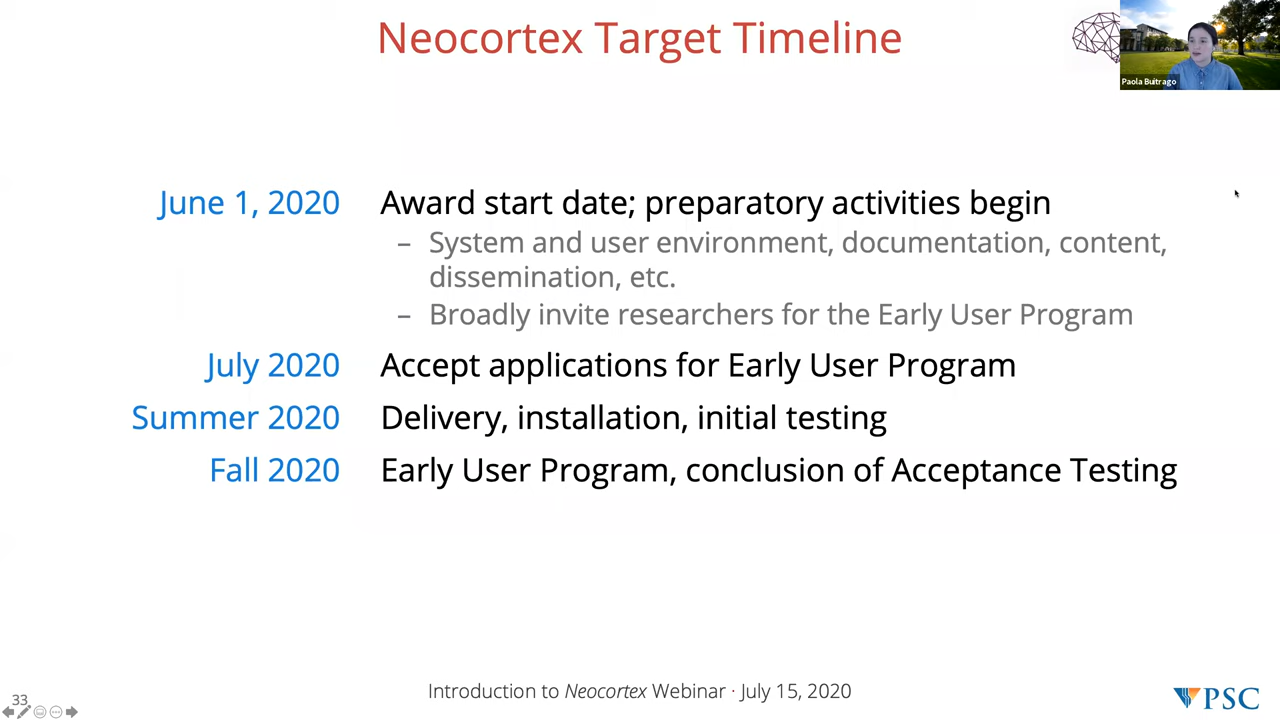 Neocortex Target Timeline
Paola Buitrago
June 1, 2020 Award start date; preparatory activities begin
– System and user environment, documentation, content,
dissemination, etc.
– Broadly invite researchers for the Early User Program
July 2020 Accept applications for Early User Program
Summer 2020 Delivery, installation, initial testing
Fall 2020 Early User Program, conclusion of Acceptance Testing
Introduction to Neocortex Webinar · July 15, 2020
33
PSC